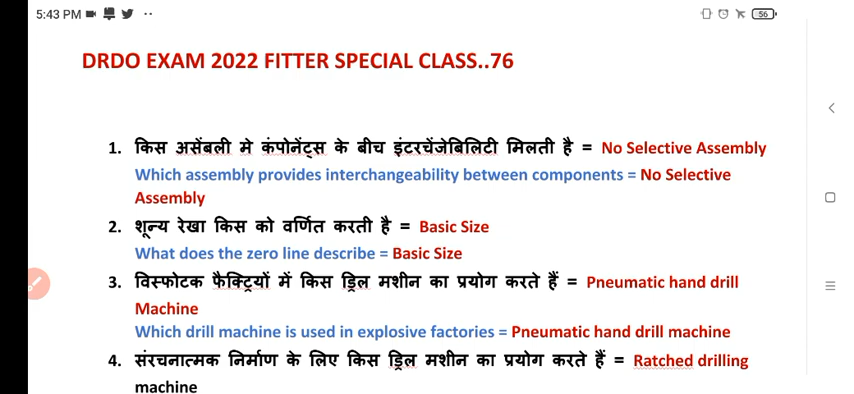 5:43 PM
56
DRDO EXAM 2022 FITTER SPECIAL CLASS..76
1. किस असेंबली मे कंपोनेंट्स के बीच इंटरचेंजेबिलिटी मिलती है = No Selective Assembly
Which assembly provides interchangeability between components = No Selective
Assembly
2. शून्य रेखा किस को वर्णित करती है = Basic Size
What does the zero line describe = Basic Size
3. विस्फोटक फैक्ट्रियों में किस ड्रिल मशीन का प्रयोग करते हैं = Pneumatic hand drill
Machine
Which drill machine is used in explosive factories = Pneumatic hand drill machine
4. संरचनात्मक निर्माण के लिए किस ड्रिल मशीन का प्रयोग करते हैं = Ratched drilling
machine